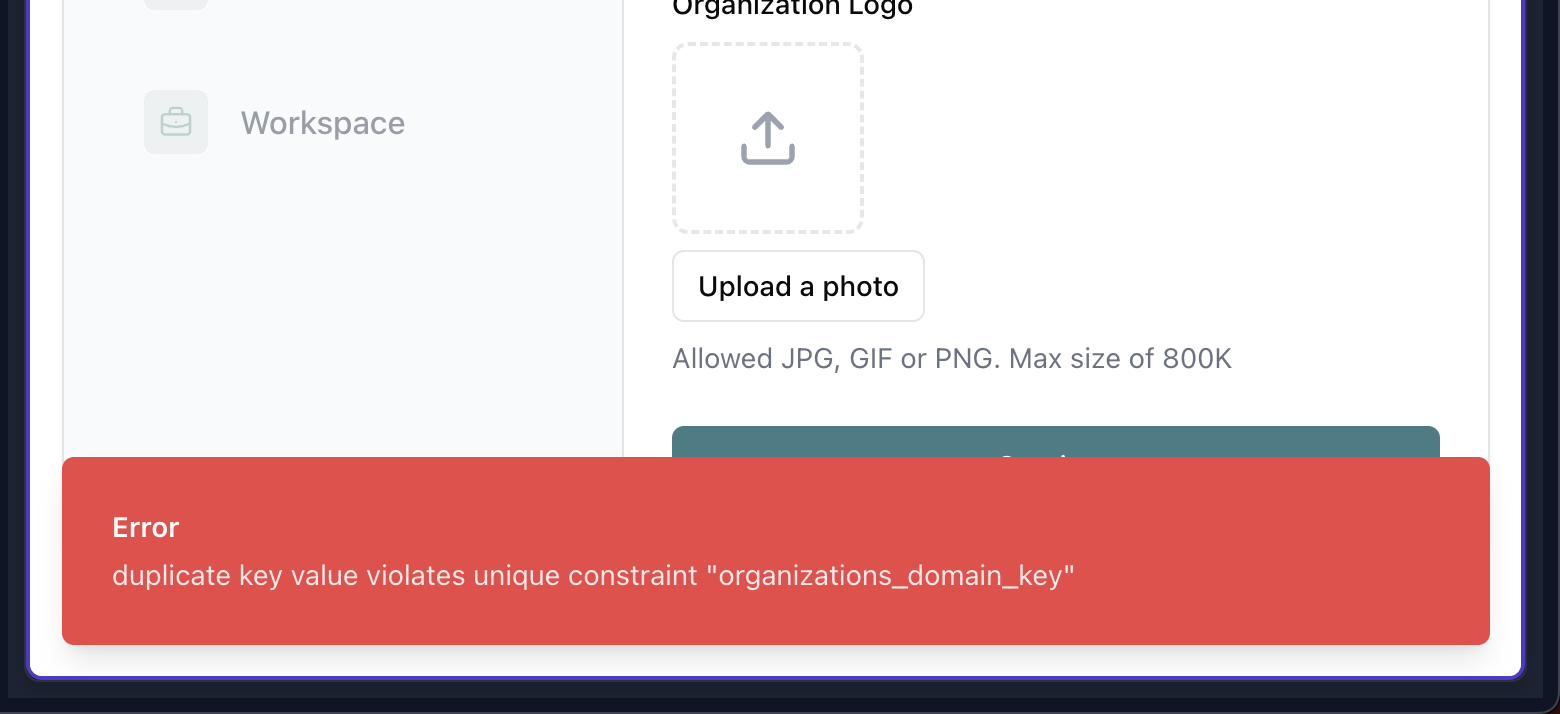 Organization Logo
Workspace
Upload a photo
Allowed JPG, GIF or PNG. Max size of 800K
Error
duplicate key value violates unique constraint "organizations_domain_key"